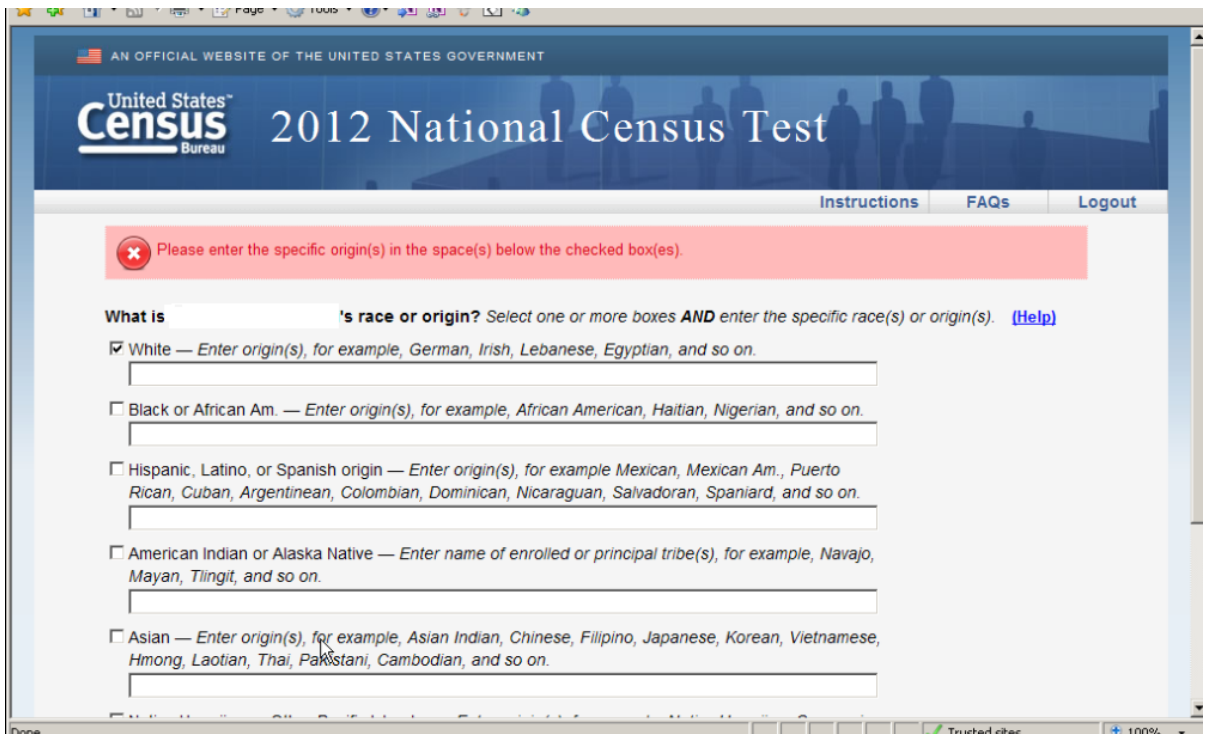 Page Tools
AN OFFICIAL WEBSITE OF THE UNITED STATES GOVERNMENT
United States™
Census
Bureau
2012 National Census Test
Instructions FAQs Logout
Please enter the specific origin(s) in the space(s) below the checked box(es).
What is 's race or origin? Select one or more boxes AND enter the specific race(s) or origin(s). (Help)
White — Enter origin(s), for example, German, Irish, Lebanese, Egyptian, and so on.
Black or African Am. — Enter origin(s), for example, African American, Haitian, Nigerian, and so on.
Hispanic, Latino, or Spanish origin — Enter origin(s), for example Mexican, Mexican Am., Puerto
Rican, Cuban, Argentinean, Colombian, Dominican, Nicaraguan, Salvadoran, Spaniard, and so on.
American Indian or Alaska Native — Enter name of enrolled or principal tribe(s), for example, Navajo,
Mayan, Tlingit, and so on.
Asian — Enter origin(s), for example, Asian Indian, Chinese, Filipino, Japanese, Korean, Vietnamese,
Hmong, Laotian, Thai, Pakistani, Cambodian, and so on.
Done Trusted sites 100%